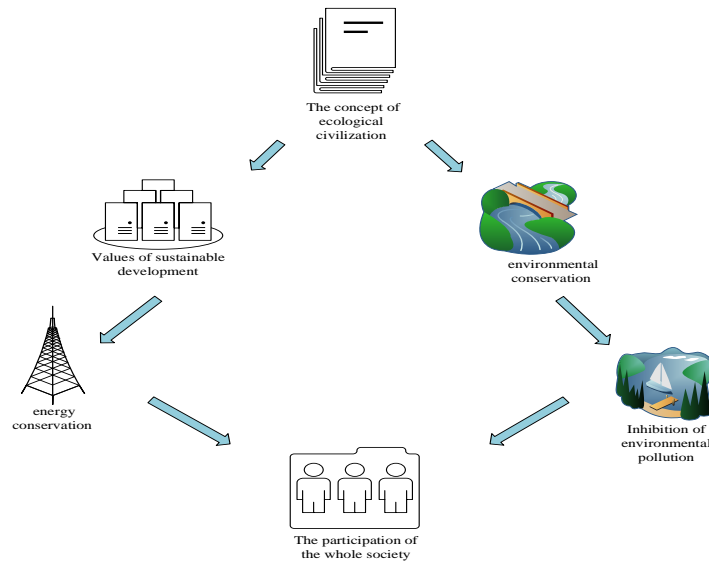 The concept of
ecological
civilization
Values of sustainable
development
environmental
conservation
energy
conservation
Inhibition of
environmental
pollution
The participation of
the whole society